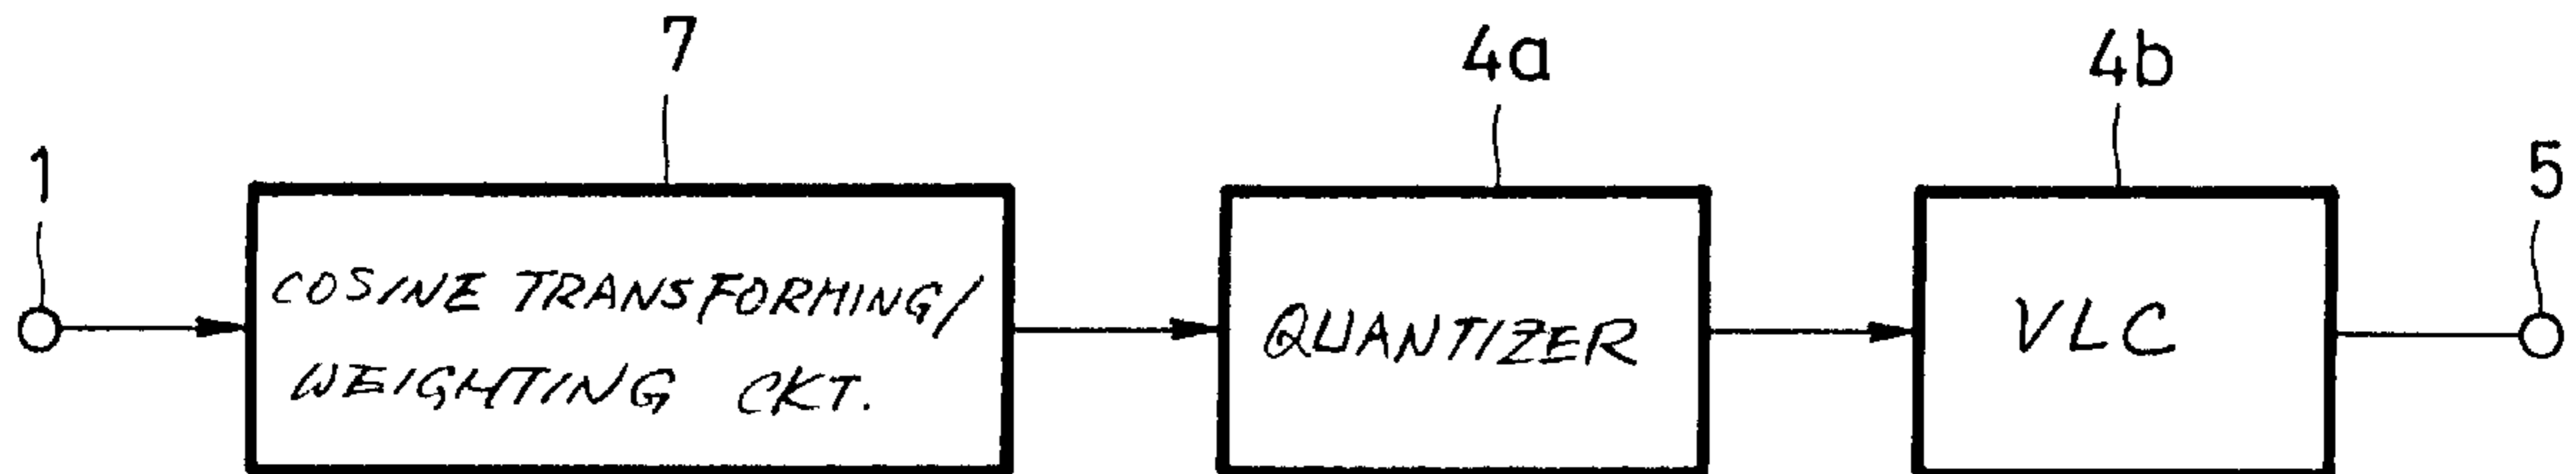 7
4a
4b
1
5
COSINE TRANSFORMING/
WEIGHTING CKT.
QUANTIZER
VLC